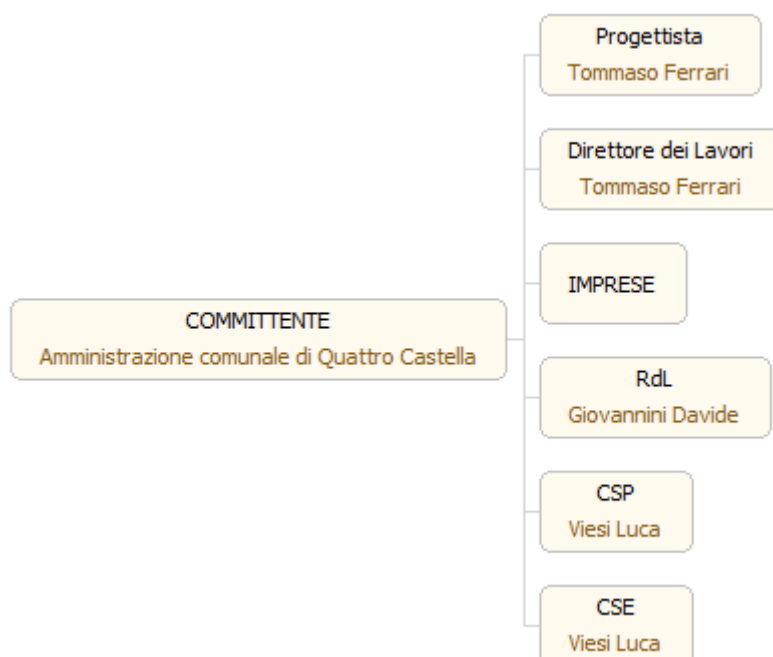 Progettista
Tommaso Ferrari
Direttore dei Lavori
Tommaso Ferrari
IMPRESE
COMMITTENTE
Amministrazione comunale di Quattro Castella
RdL
Giovannini Davide
CSP
Viesi Luca
CSE
Viesi Luca